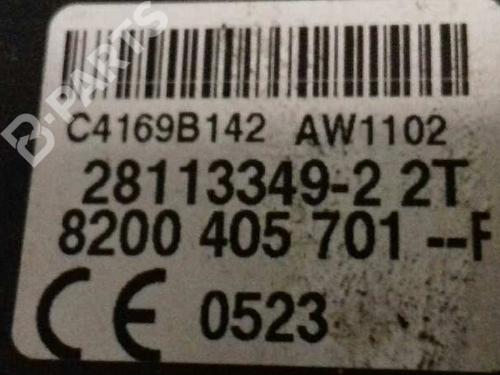 B-PARTS
C4169B142 AW1102
28113349-2 2T
8200 405 701 --F
CE 0523